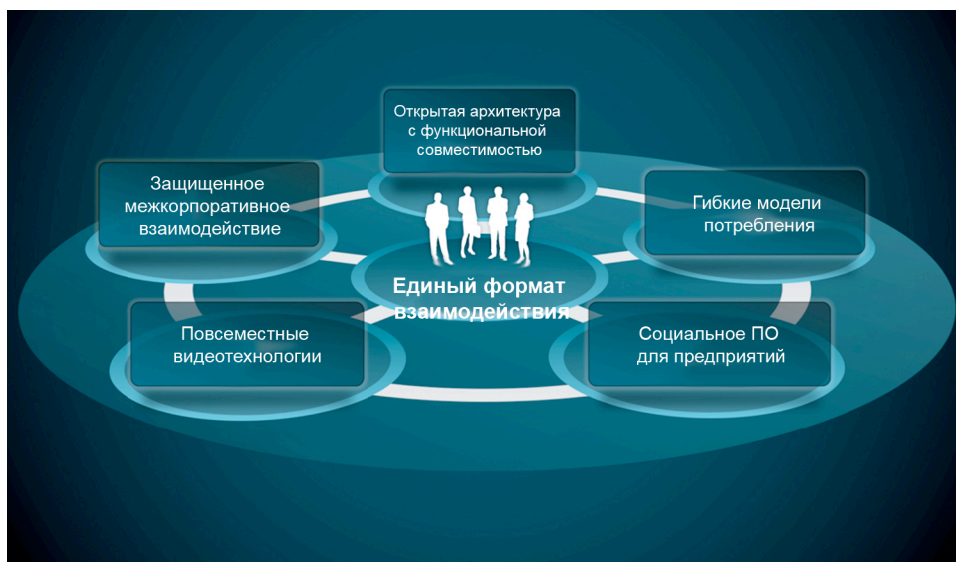 Открытая архитектура
с функциональной
совместимостью
Защищенное
межкорпоративное
взаимодействие
Гибкие модели
потребления
Единый формат
взаимодействия
Повсеместные
видеотехнологии
Социальное ПО
для предприятий